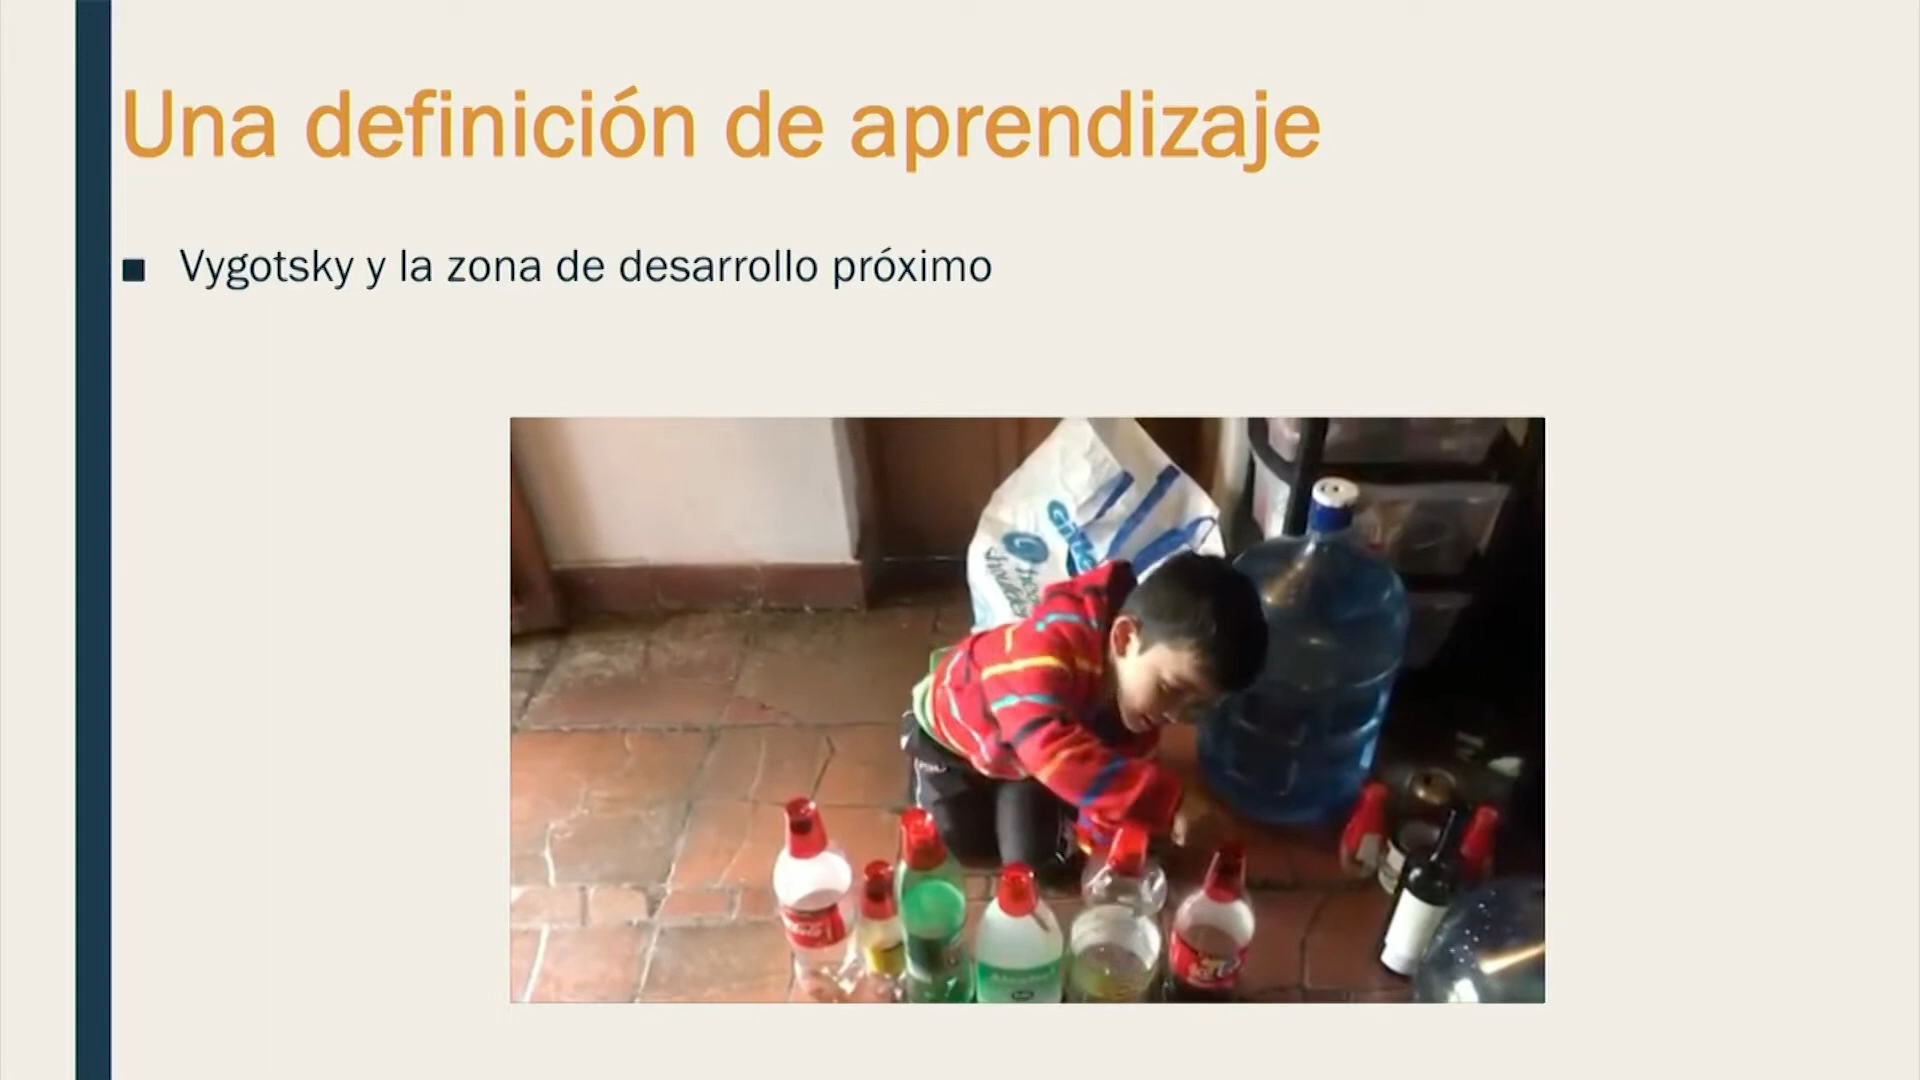 Una definición de aprendizaje
Vygotsky y la zona de desarrollo próximo